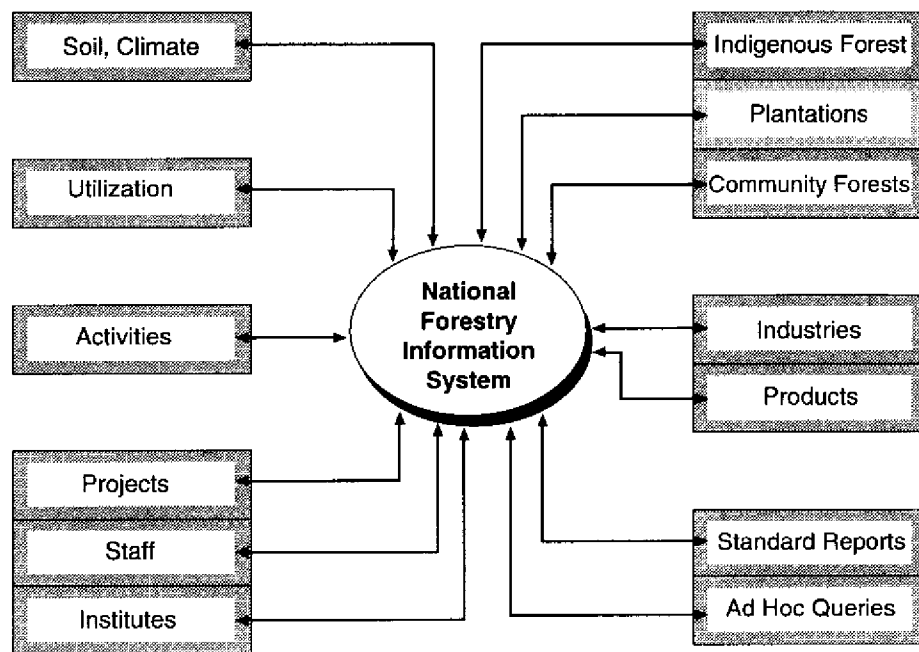 Soil, Climate
Utilization
Activities
Projects
Staff
Institutes
National
Forestry
Information
System
Indigenous Forest
Plantations
Community Forests
Industries
Products
Standard Reports
Ad Hoc Queries